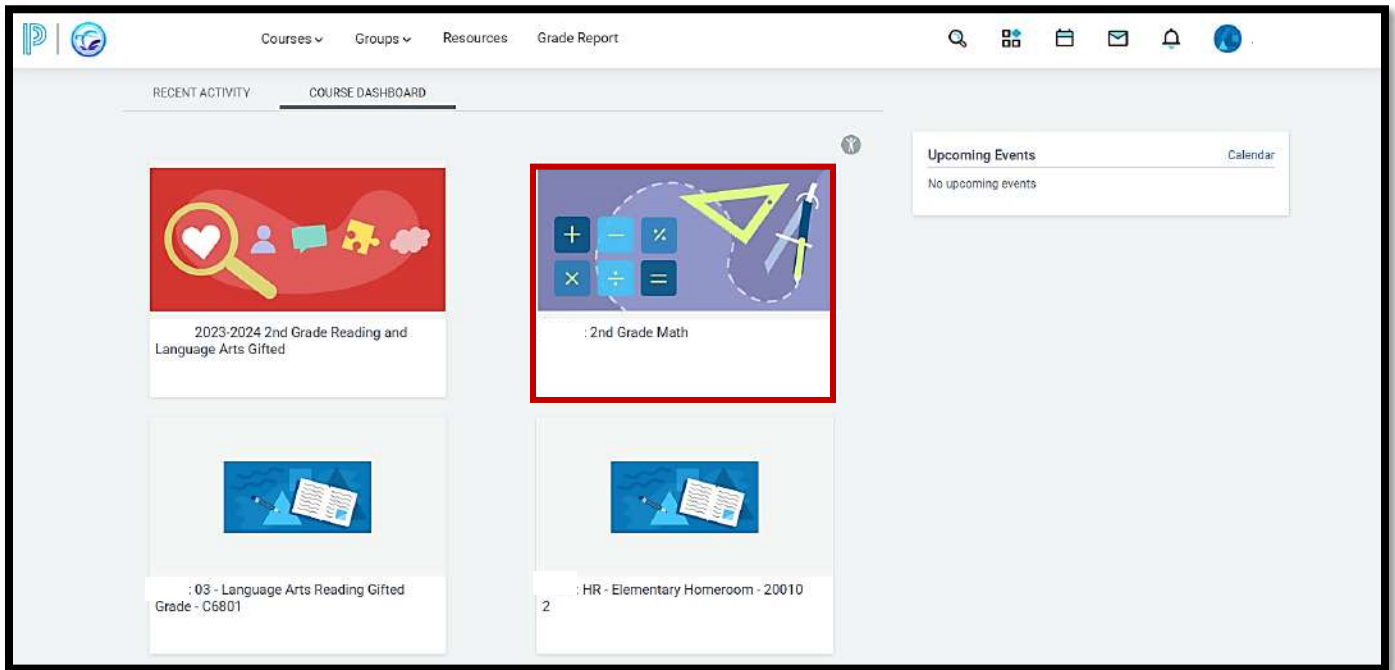 Courses Groups Resources Grade Report
RECENT ACTIVITY COURSE DASHBOARD
Upcoming Events Calendar
No upcoming events
+ − %
× ÷ =
2023-2024 2nd Grade Reading and
Language Arts Gifted
: 2nd Grade Math
: 03 - Language Arts Reading Gifted
Grade - C6801
: HR - Elementary Homeroom - 20010
2